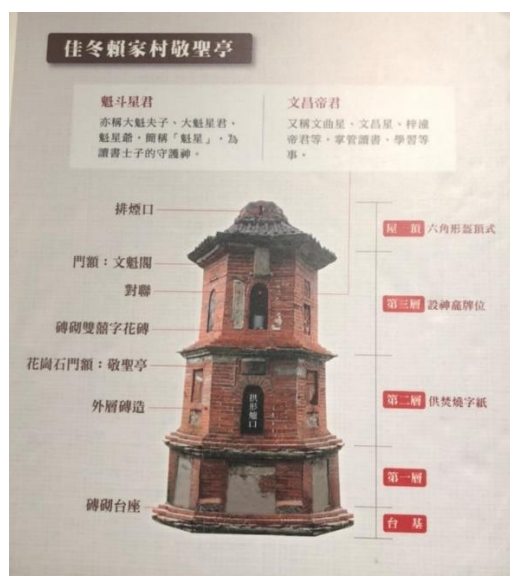 佳冬賴家村敬聖亭
魁斗星君
亦稱大魁夫子、大魁星君、
魁星爺,簡稱「魁星」,為
讀書士子的守護神。
文昌帝君
又稱文曲星、文昌星、梓潼
帝君等,掌管讀書、學習等
事。
排煙口
門額:文魁閣
對聯
磚砌雙囍字花磚
花崗石門額:敬聖亭
外層磚造
磚砌台座
拱形爐口
屋頂 六角形盔頂式
第三層 設神龕牌位
第二層 供焚燒字紙
第一層
台基